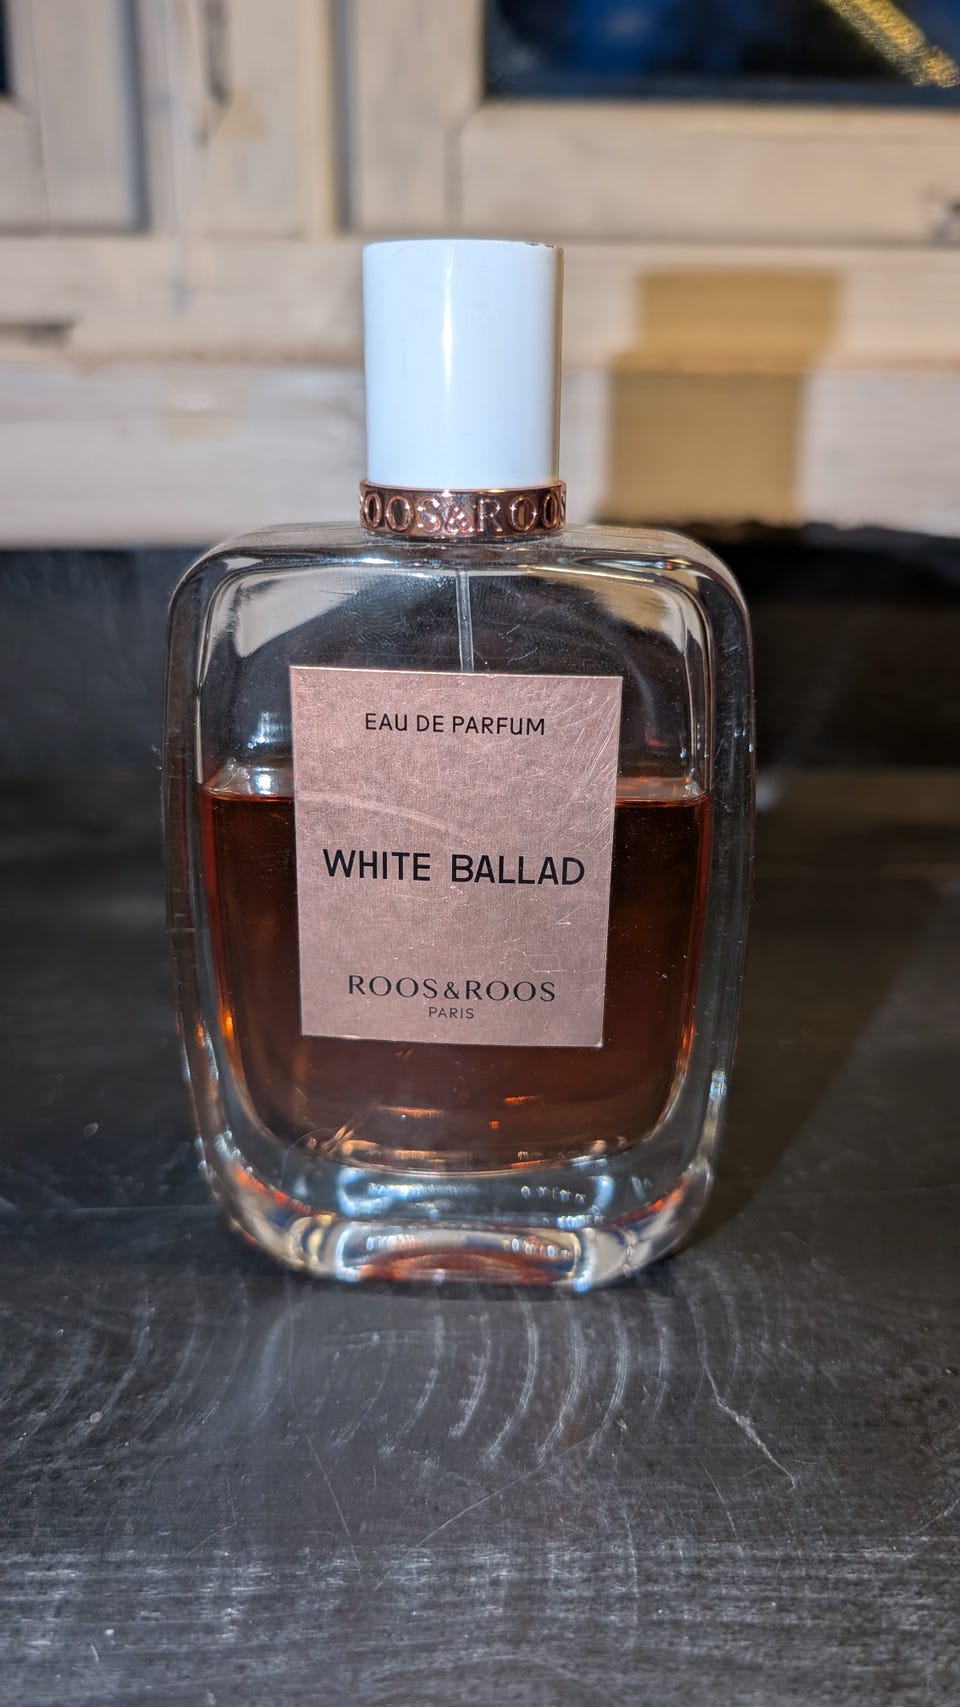 ROOS&ROOS
EAU DE PARFUM
WHITE BALLAD
ROOS&ROOS
PARIS